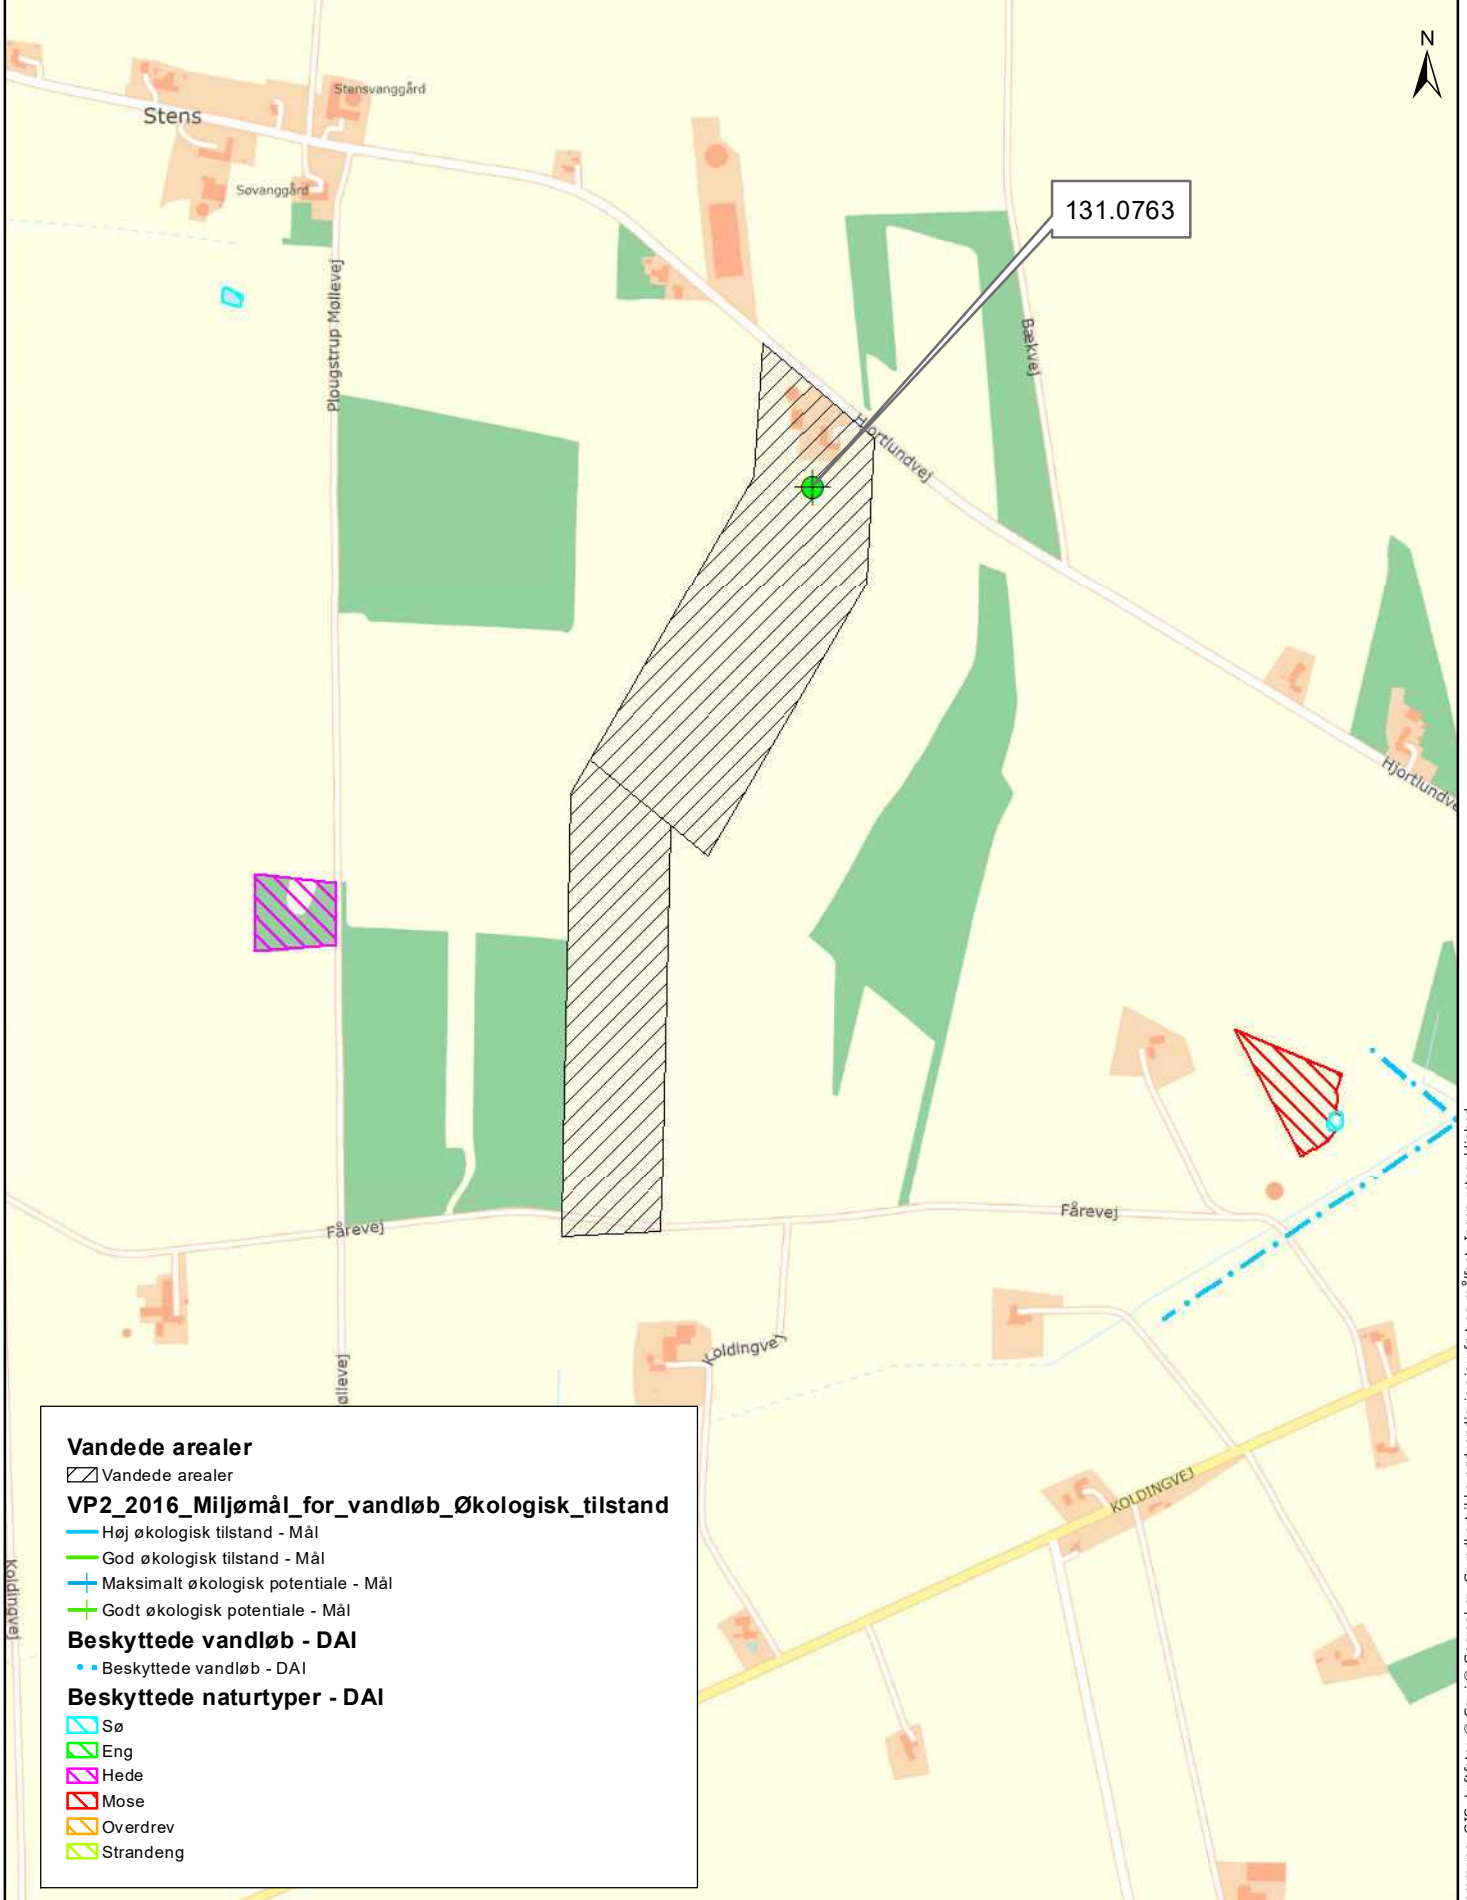 N
Stensvanggård
Stens
Søvanggård
131.0763
Plougstrup Møllevej
Bækvej
Hjortlundvej
Hjortlundve
Fårevej
Fårevej
Koldingvej
øllevej
KOLDINGVEJ
Koldingvej
Vandede arealer
Vandede arealer
VP2_2016_Miljømål_for_vandløb_Økologisk_tilstand
Høj økologisk tilstand - Mål
God økologisk tilstand - Mål
Maksimalt økologisk potentiale - Mål
Godt økologisk potentiale - Mål
Beskyttede vandløb - DAI
Beskyttede vandløb - DAI
Beskyttede naturtyper - DAI
Sø
Eng
Hede
Mose
Overdrev
Strandeng